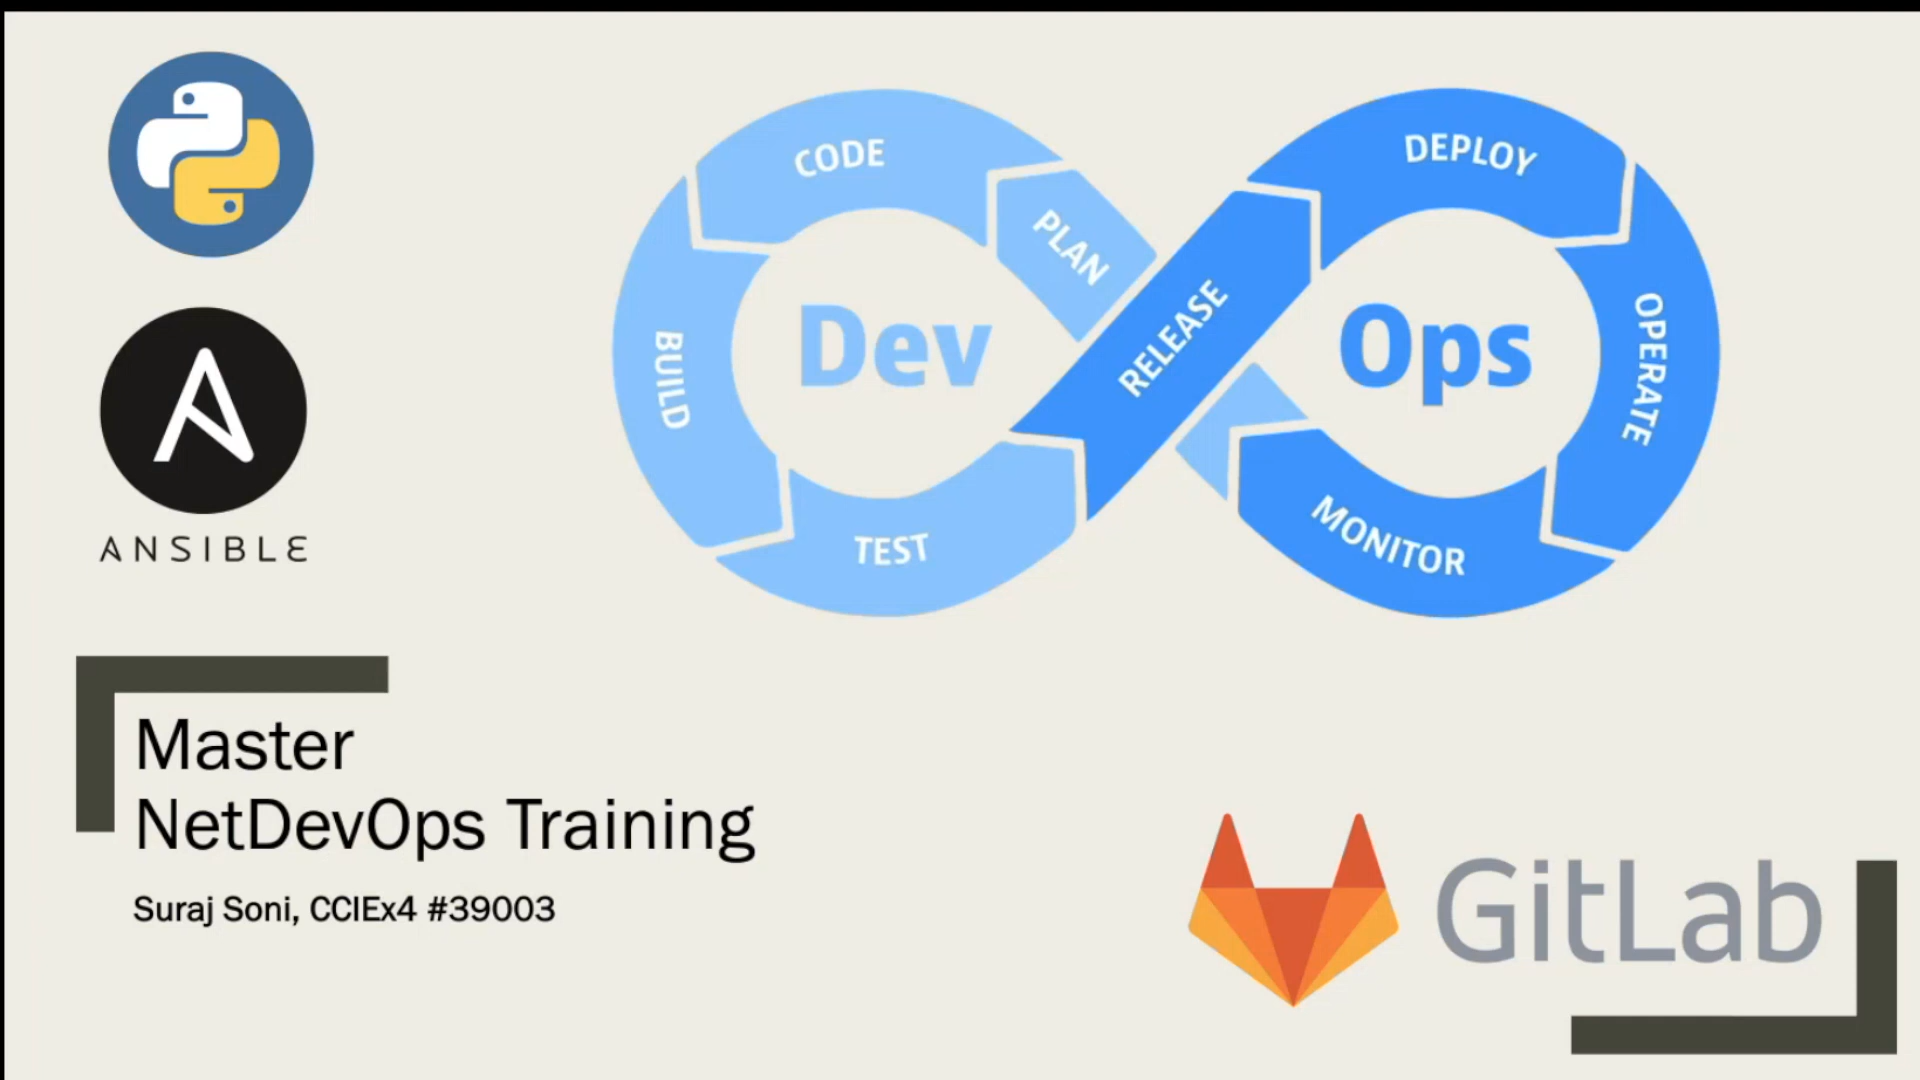 CODE
PLAN
BUILD
TEST
Dev
RELEASE
DEPLOY
OPERATE
MONITOR
Ops
ANSIBLE
Master
NetDevOps Training
Suraj Soni, CCIEx4 #39003
GitLab